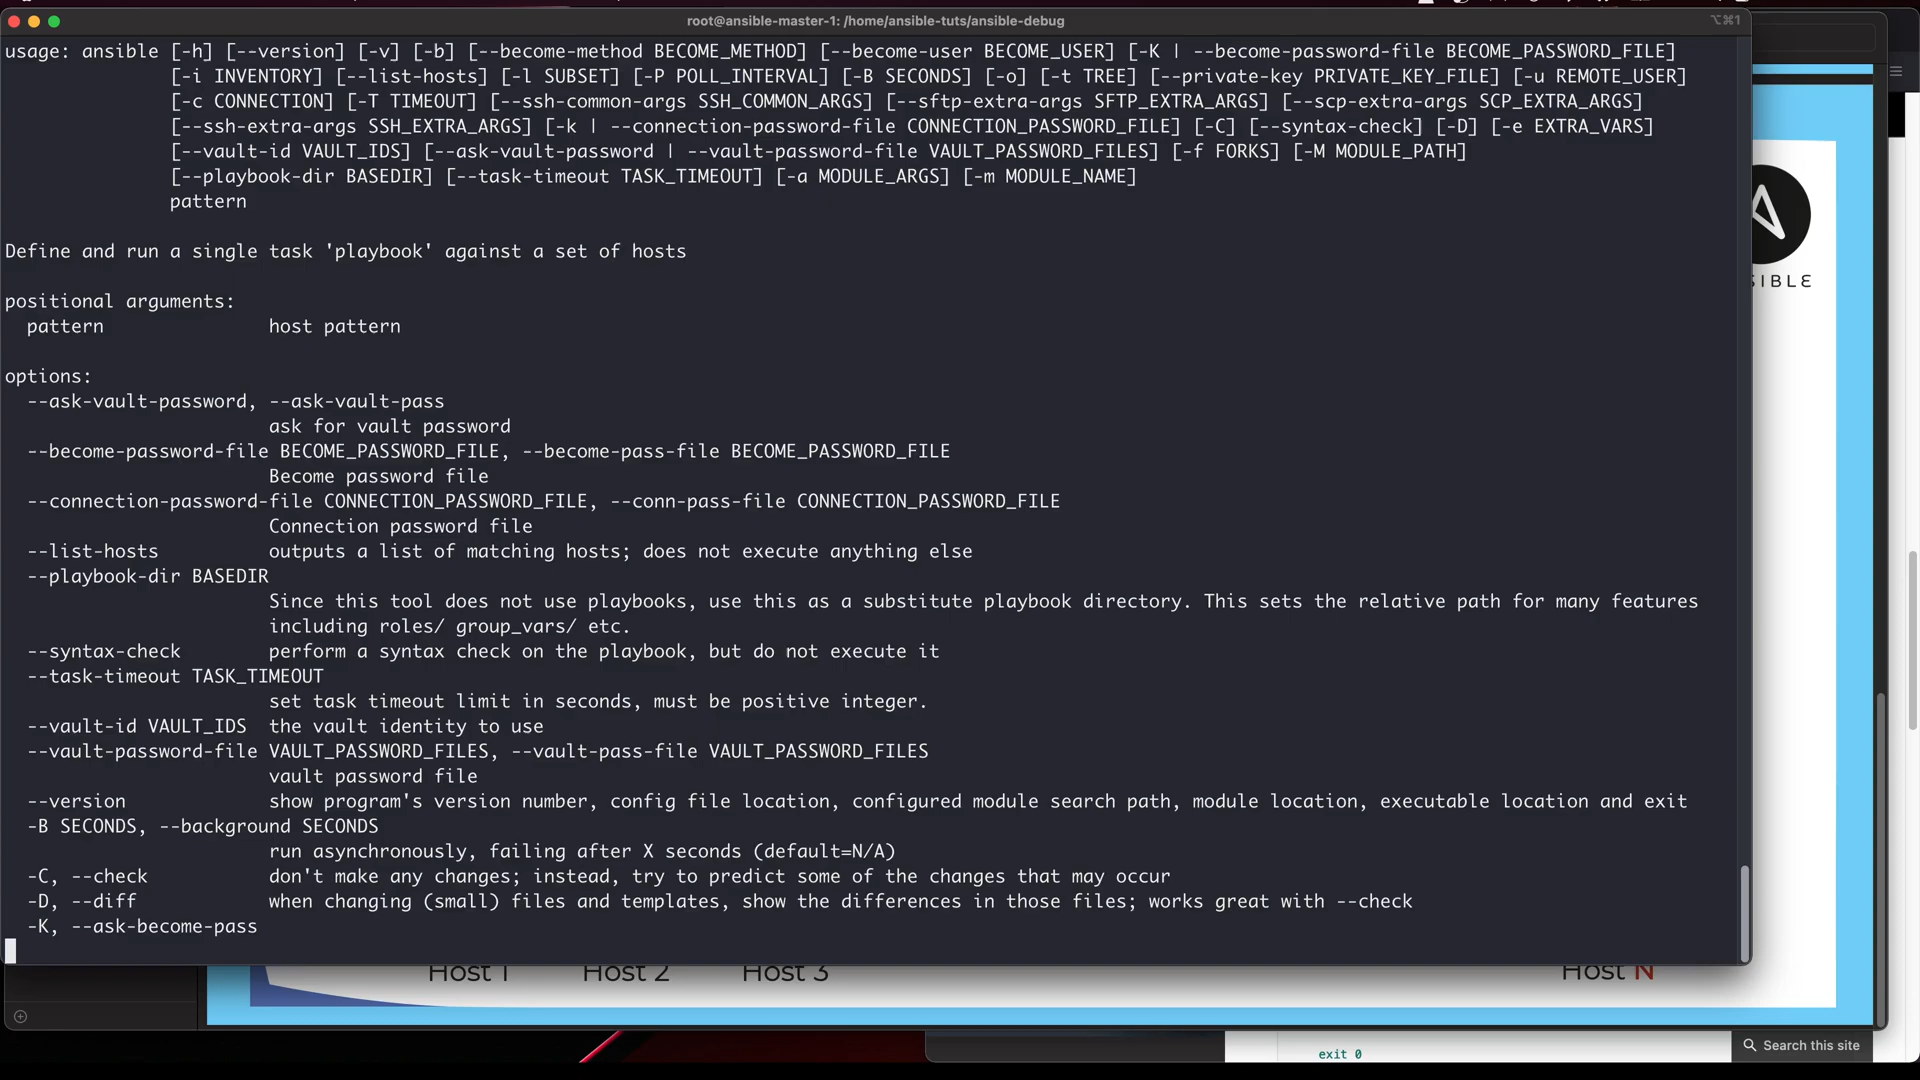 root@ansible-master-1: /home/ansible-tuts/ansible-debug
⌥⌘1
usage: ansible [-h] [--version] [-v] [-b] [--become-method BECOME_METHOD] [--become-user BECOME_USER] [-K | --become-password-file BECOME_PASSWORD_FILE]
[-i INVENTORY] [--list-hosts] [-l SUBSET] [-P POLL_INTERVAL] [-B SECONDS] [-o] [-t TREE] [--private-key PRIVATE_KEY_FILE] [-u REMOTE_USER]
[-c CONNECTION] [-T TIMEOUT] [--ssh-common-args SSH_COMMON_ARGS] [--sftp-extra-args SFTP_EXTRA_ARGS] [--scp-extra-args SCP_EXTRA_ARGS]
[--ssh-extra-args SSH_EXTRA_ARGS] [-k | --connection-password-file CONNECTION_PASSWORD_FILE] [-C] [--syntax-check] [-D] [-e EXTRA_VARS]
[--vault-id VAULT_IDS] [--ask-vault-password | --vault-password-file VAULT_PASSWORD_FILES] [-f FORKS] [-M MODULE_PATH]
[--playbook-dir BASEDIR] [--task-timeout TASK_TIMEOUT] [-a MODULE_ARGS] [-m MODULE_NAME]
pattern
Define and run a single task 'playbook' against a set of hosts
SIBLE
positional arguments:
pattern host pattern
options:
--ask-vault-password, --ask-vault-pass
ask for vault password
--become-password-file BECOME_PASSWORD_FILE, --become-pass-file BECOME_PASSWORD_FILE
Become password file
--connection-password-file CONNECTION_PASSWORD_FILE, --conn-pass-file CONNECTION_PASSWORD_FILE
Connection password file
--list-hosts outputs a list of matching hosts; does not execute anything else
--playbook-dir BASEDIR
Since this tool does not use playbooks, use this as a substitute playbook directory. This sets the relative path for many features
including roles/ group_vars/ etc.
--syntax-check perform a syntax check on the playbook, but do not execute it
--task-timeout TASK_TIMEOUT
set task timeout limit in seconds, must be positive integer.
--vault-id VAULT_IDS the vault identity to use
--vault-password-file VAULT_PASSWORD_FILES, --vault-pass-file VAULT_PASSWORD_FILES
vault password file
--version show program's version number, config file location, configured module search path, module location, executable location and exit
-B SECONDS, --background SECONDS
run asynchronously, failing after X seconds (default=N/A)
-C, --check don't make any changes; instead, try to predict some of the changes that may occur
-D, --diff when changing (small) files and templates, show the differences in those files; works great with --check
-K, --ask-become-pass
Host 1 Host 2 Host 3 Host N
exit 0
Search this site